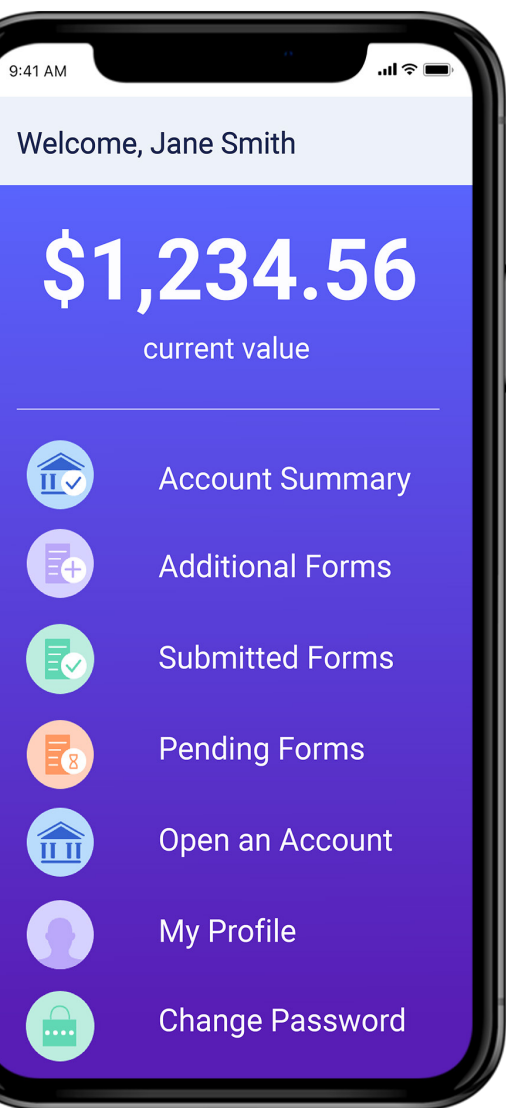 9:41 AM
Welcome, Jane Smith
$1,234.56
current value
Account Summary
Additional Forms
Submitted Forms
Pending Forms
Open an Account
My Profile
Change Password